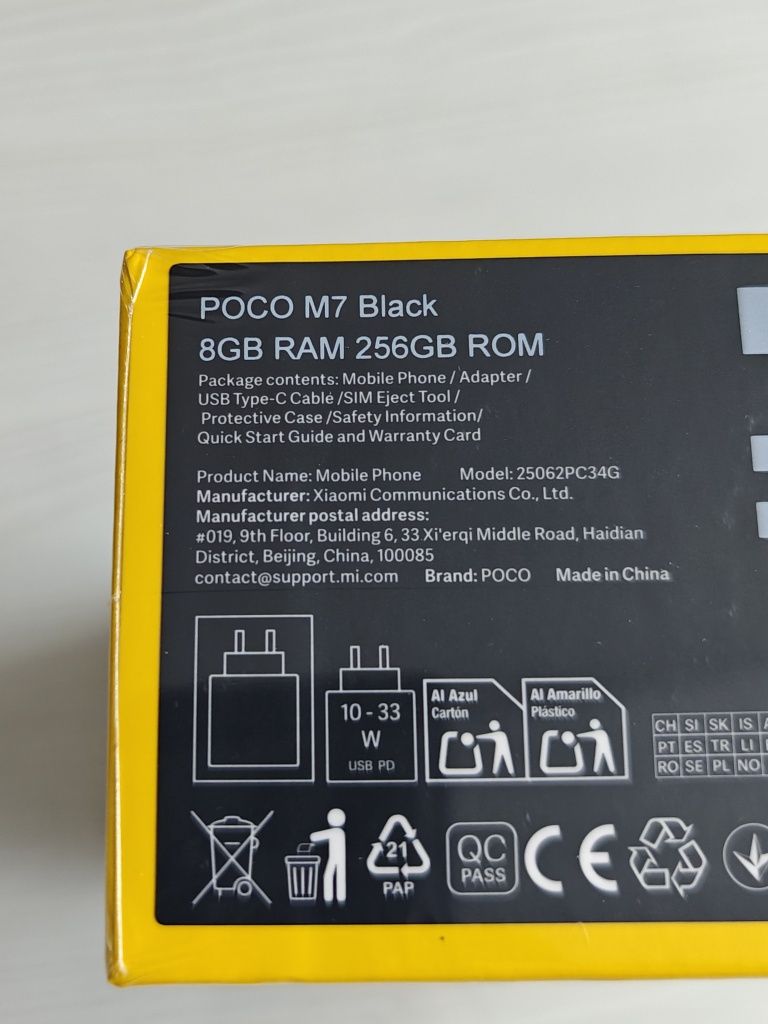 POCO M7 Black
8GB RAM 256GB ROM
Package contents: Mobile Phone / Adapter /
USB Type-C Cable /SIM Eject Tool /
Protective Case /Safety Information/
Quick Start Guide and Warranty Card
Product Name: Mobile Phone Model: 25062PC34G
Manufacturer: Xiaomi Communications Co., Ltd.
Manufacturer postal address:
#019, 9th Floor, Building 6, 33 Xi'erqi Middle Road, Haidian
District, Beijing, China, 100085
contact@support.mi.com Brand: POCO Made in China
10 - 33
W
USB PD
Al Azul
Cartón
Al Amarillo
Plástico
CH SI SK IS
PT ES TR LI
RO SE PL NO
21
PAP
QC
PASS
CE